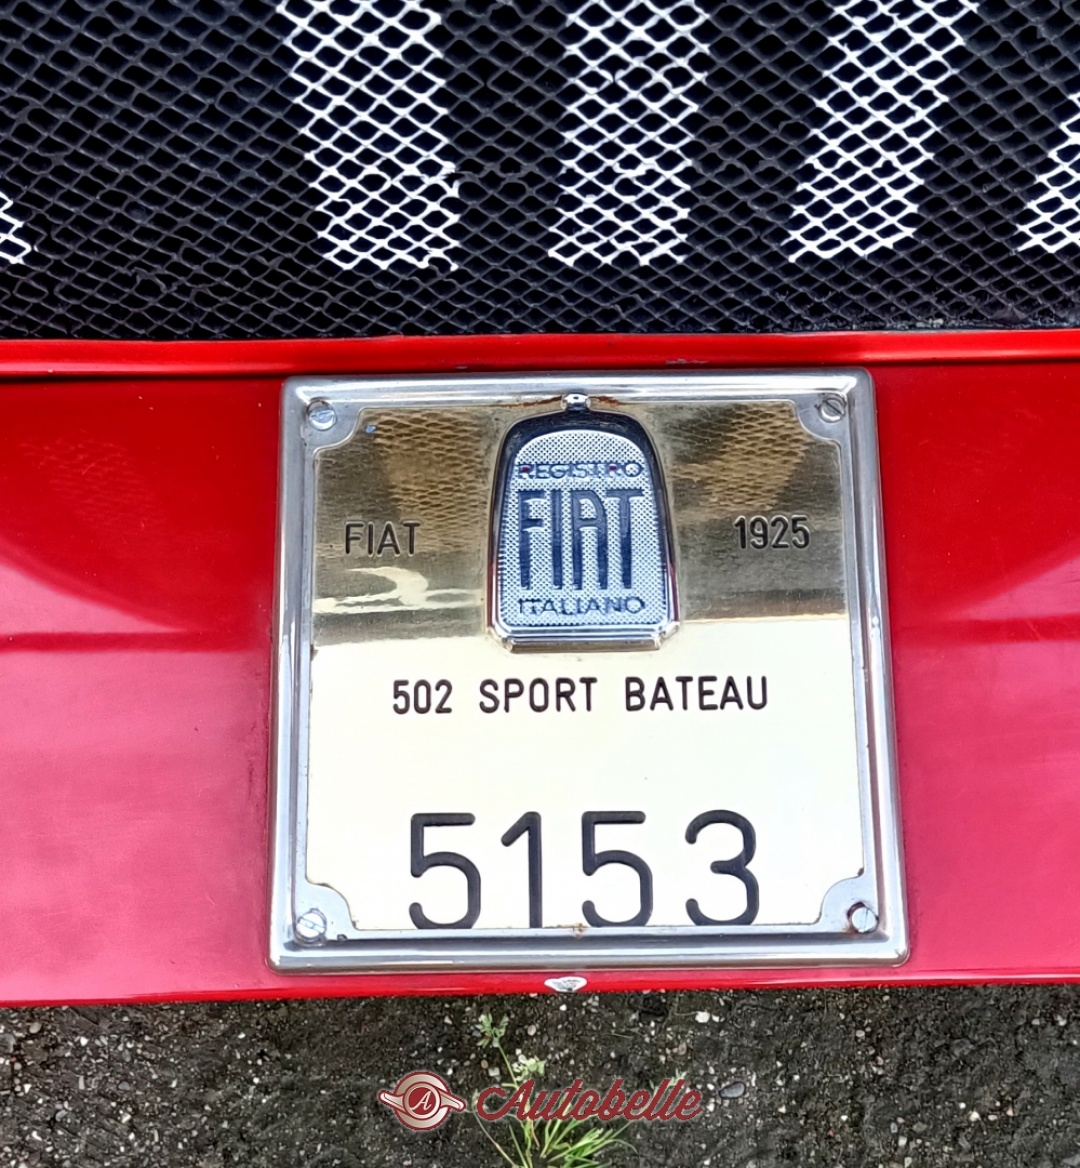 REGISTRO
FIAT
ITALIANO
FIAT
1925
502 SPORT BATEAU
5153
A
Autobelle